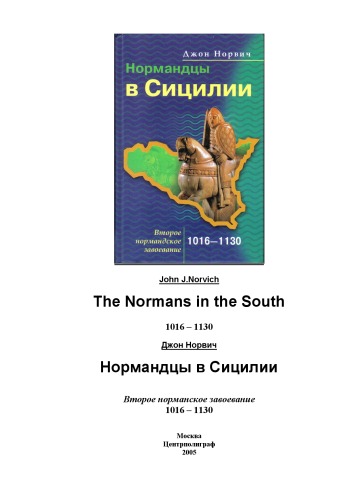 Джон Норвич
Нормандцы
в Сицилии
Второе
нормандское
завоевание
1016–1130
John J.Norvich
The Normans in the South
1016 – 1130
Джон Норвич
Нормандцы в Сицилии
Второе норманское завоевание
1016 – 1130
Москва
Центрполиграф
2005